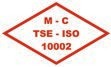 M - C
TSE - ISO
10002